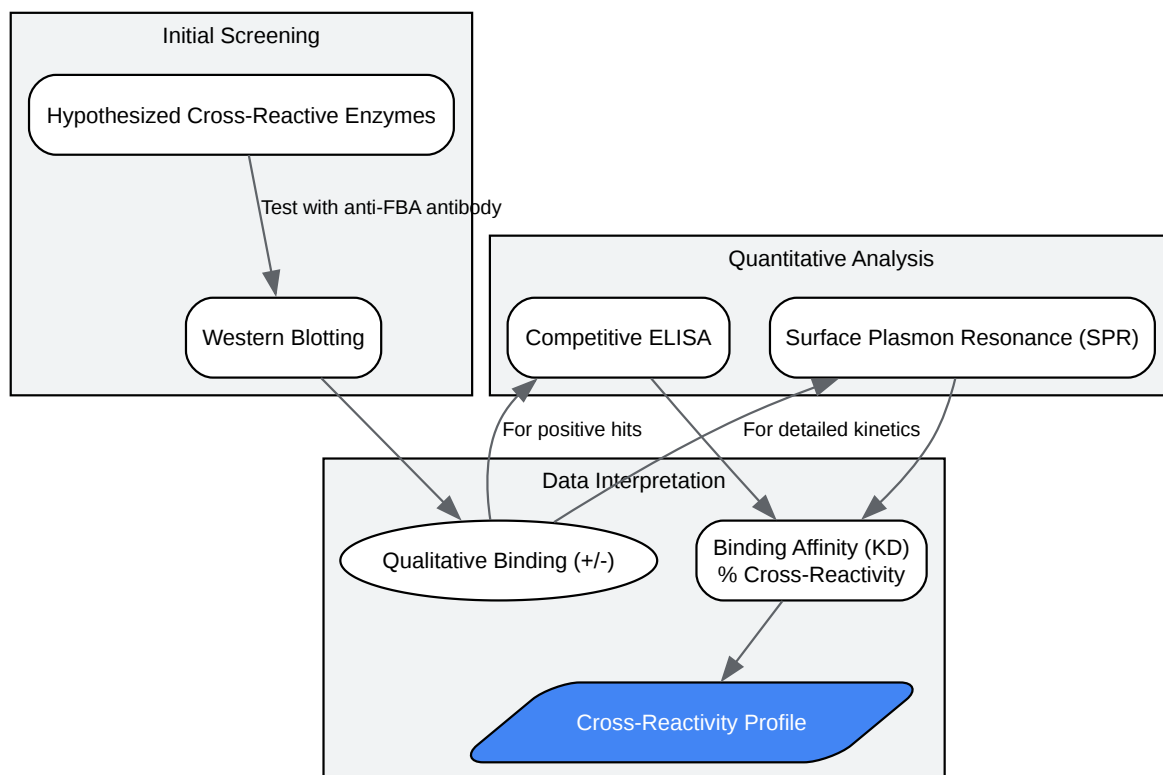 Initial Screening
Hypothesized Cross-Reactive Enzymes
Test with anti-FBA antibody
Western Blotting
Quantitative Analysis
Competitive ELISA
Surface Plasmon Resonance (SPR)
For positive hits
For detailed kinetics
Data Interpretation
Qualitative Binding (+/-)
Binding Affinity (KD)
% Cross-Reactivity
Cross-Reactivity Profile